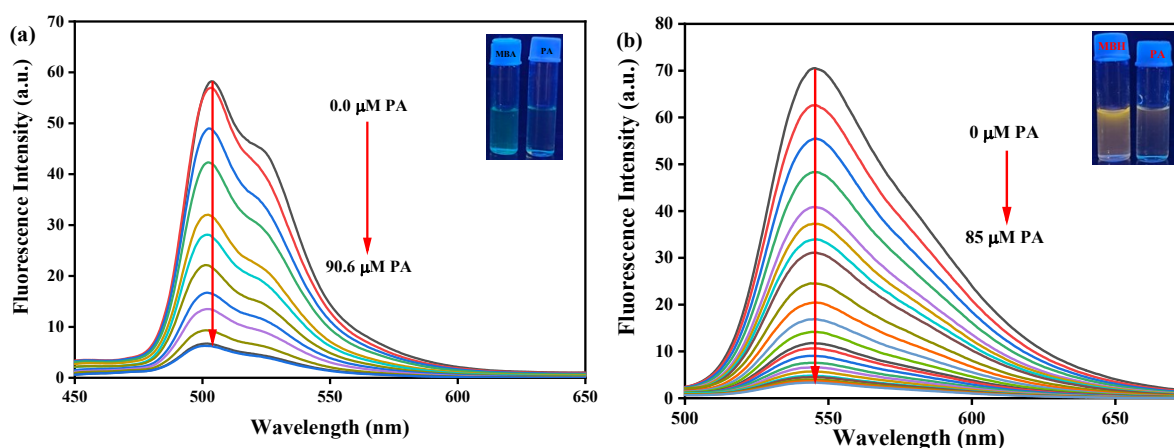 (a)
Fluorescence Intensity (a.u.)
70
60
50
40
30
20
10
0
450
500
550
600
650
Wavelength (nm)
0.0 μM PA
90.6 μM PA
MBA
PA
(b)
Fluorescence Intensity (a.u.)
80
70
60
50
40
30
20
10
0
500
550
600
650
Wavelength (nm)
0 μM PA
85 μM PA
MBH
PA